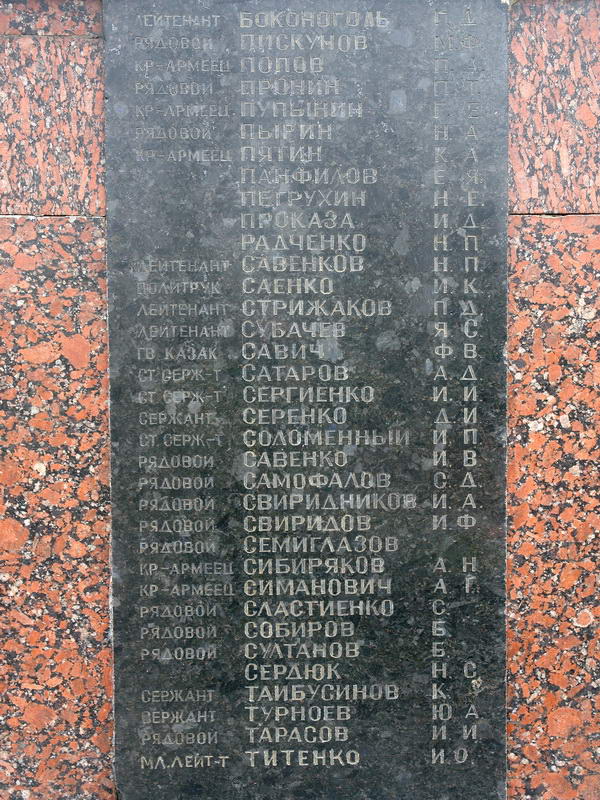 ЛЕЙТЕНАНТ БОКОНОГОЛЬ П. Д.
РЯДОВОЙ ПИСКУНОВ М. Ф.
КР-АРМЕЕЦ ПОПОВ П. Д.
РЯДОВОЙ ПРОНИН П.
КР-АРМЕЕЦ ПУПЫНИН Г. Е
РЯДОВОЙ ПЫРИН Н. А
КР-АРМЕЕЦ ПЯТИН К. А
ПАНФИЛОВ Е. Я.
ПЕТРУХИН Н. Е.
ПРОКАЗА И. Д.
РАДЧЕНКО Н. П
ЛЕЙТЕНАНТ САВЕНКОВ Н. П.
ПОЛИТРУК САЕНКО И. К
ЛЕЙТЕНАНТ СТРИЖАКОВ П. Д
ЛЕЙТЕНАНТ СУБАЧЕВ Я. С
ГВ КАЗАК САВИЧ Ф. В.
СТ СЕРЖ-Т САТАРОВ А. Д
СТ СЕРЖ-Т СЕРГИЕНКО И. И
СЕРЖАНТ СЕРЕНКО Д. И
СТ СЕРЖ-Т СОЛОМЕННЫЙ И. П
РЯДОВОЙ САВЕНКО И. В
РЯДОВОЙ САМОФАЛОВ С. Д.
РЯДОВОЙ СВИРИДНИКОВ И. А.
РЯДОВОЙ СВИРИДОВ И. Ф
РЯДОВОЙ СЕМИГЛАЗОВ
КР-АРМЕЕЦ СИБИРЯКОВ А. Н
КР-АРМЕЕЦ СИМАНОВИЧ А. Г.
РЯДОВОЙ СЛАСТИЕНКО С.
РЯДОВОЙ СОБИРОВ Б.
РЯДОВОЙ СУЛТАНОВ Б.
СЕРДЮК Н. С
СЕРЖАНТ ТАИБУСИНОВ К.
ВЕРЖАНТ ТУРНОЕВ Ю. А
РЯДОВОЙ ТАРАСОВ И. И
МЛ.ЛЕЙТ-Т ТИТЕНКО И. О.